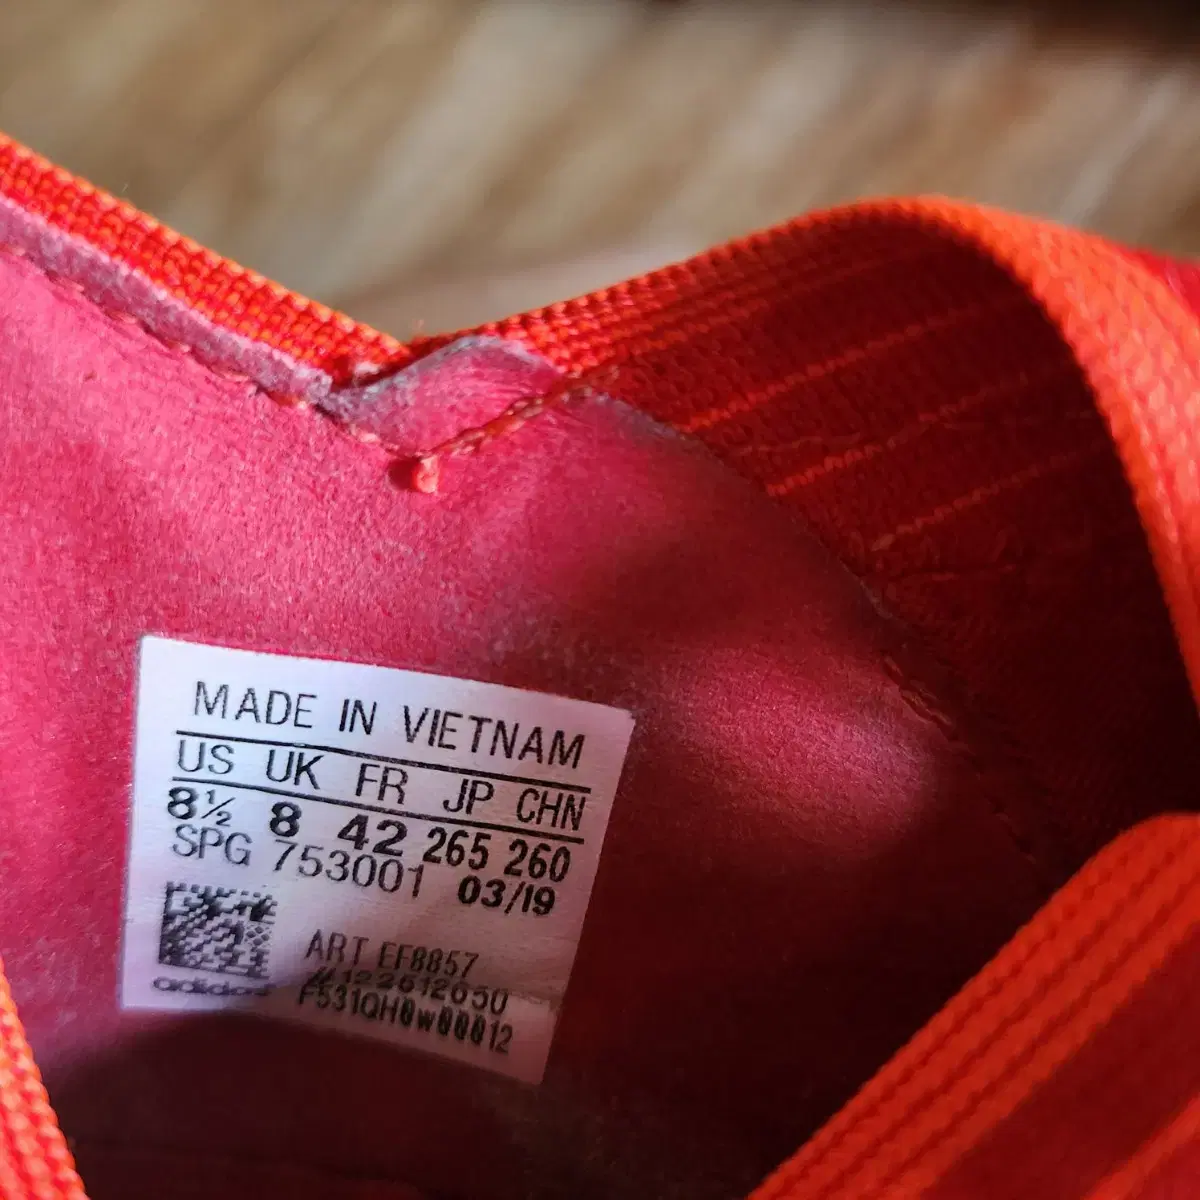 MADE IN VIETNAM
US UK FR JP CHN
8½ 8 42 265 260
SPG 753001 03/19
ART EF8857
#122612650
F531QH0W00012
adidas